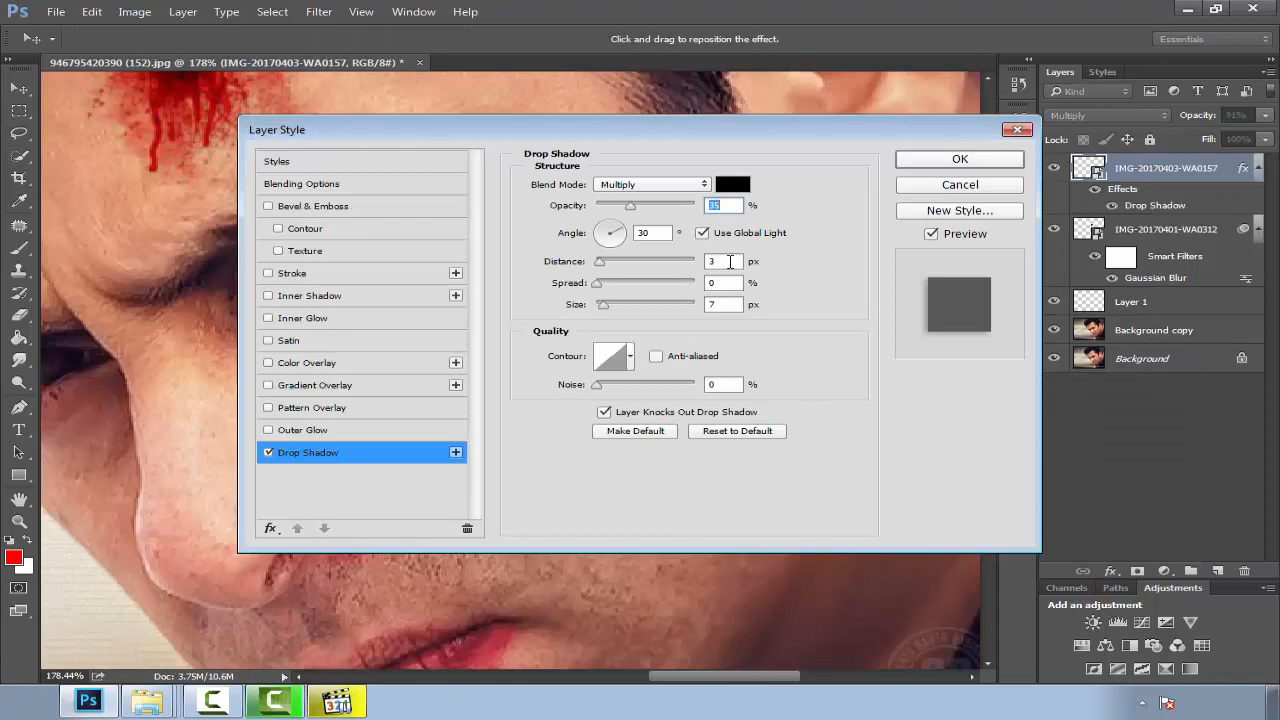 Ps File Edit Image Layer Type Select Filter View Window Help
Click and drag to reposition the effect.
Essentials
946795420390 (152).jpg @ 178% (IMG-20170403-WA0157, RGB/8#) *
Layer Style
Styles
Blending Options
Bevel & Emboss
Contour
Texture
Stroke
Inner Shadow
Inner Glow
Satin
Color Overlay
Gradient Overlay
Pattern Overlay
Outer Glow
Drop Shadow
fx
Drop Shadow
Structure
Blend Mode: Multiply
Opacity: 35 %
Angle: 30 ° Use Global Light
Distance: 3 px
Spread: 0 %
Size: 7 px
Quality
Contour: Anti-aliased
Noise: 0 %
Layer Knocks Out Drop Shadow
Make Default Reset to Default
OK
Cancel
New Style...
Preview
Layers Styles
Kind
Multiply Opacity: 91%
Lock: Fill: 100%
IMG-20170403-WA0157 fx
Effects
Drop Shadow
IMG-20170401-WA0312
Smart Filters
Gaussian Blur
Layer 1
Background copy
Background
fx
Channels Paths Adjustments
Add an adjustment
178.44% Doc: 3.75M/10.6M
Ps
321